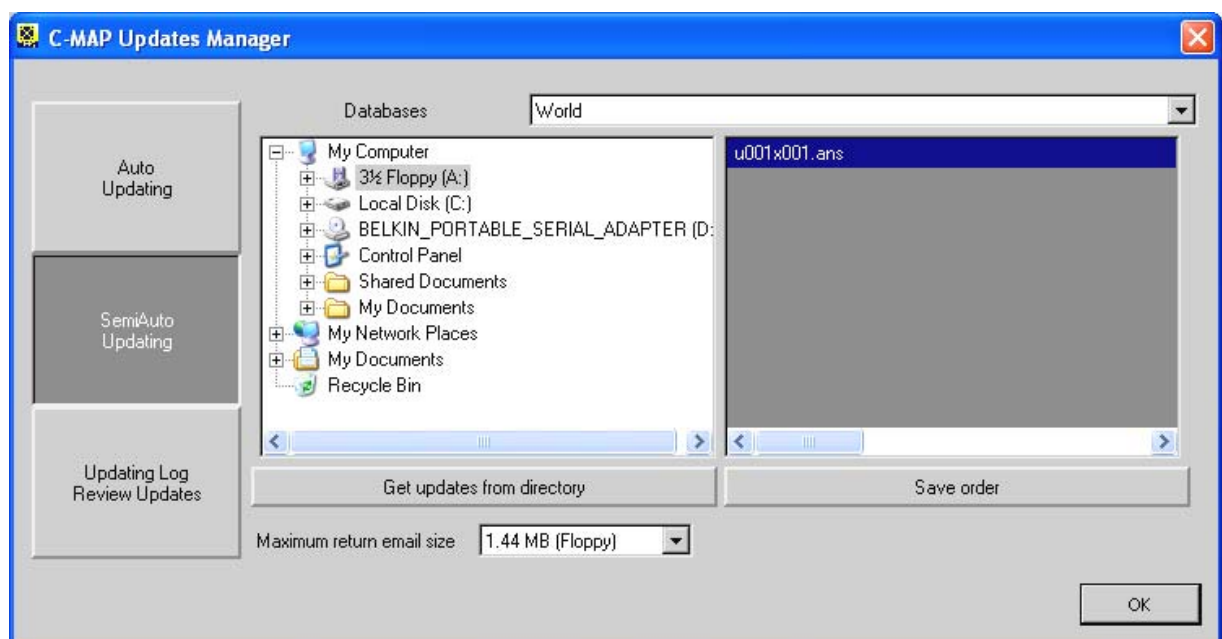 C-MAP Updates Manager
Databases
World
Auto
Updating
SemiAuto
Updating
Updating Log
Review Updates
My Computer
3½ Floppy (A:)
Local Disk (C:)
BELKIN_PORTABLE_SERIAL_ADAPTER (D:
Control Panel
Shared Documents
My Documents
My Network Places
My Documents
Recycle Bin
u001x001.ans
Get updates from directory
Save order
Maximum return email size
1.44 MB (Floppy)
OK